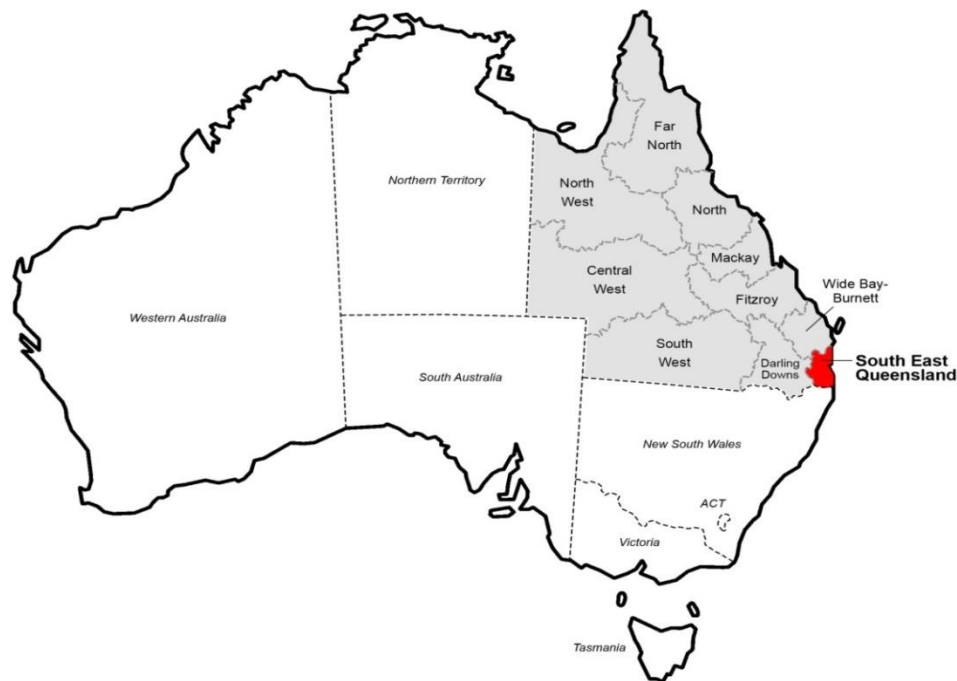 Far
North
Northern Territory
North
West
North
Mackay
Central
West
Wide Bay-
Burnett
Fitzroy
Western Australia
South
West
Darling
Downs
South East
Queensland
South Australia
New South Wales
ACT
Victoria
Tasmania